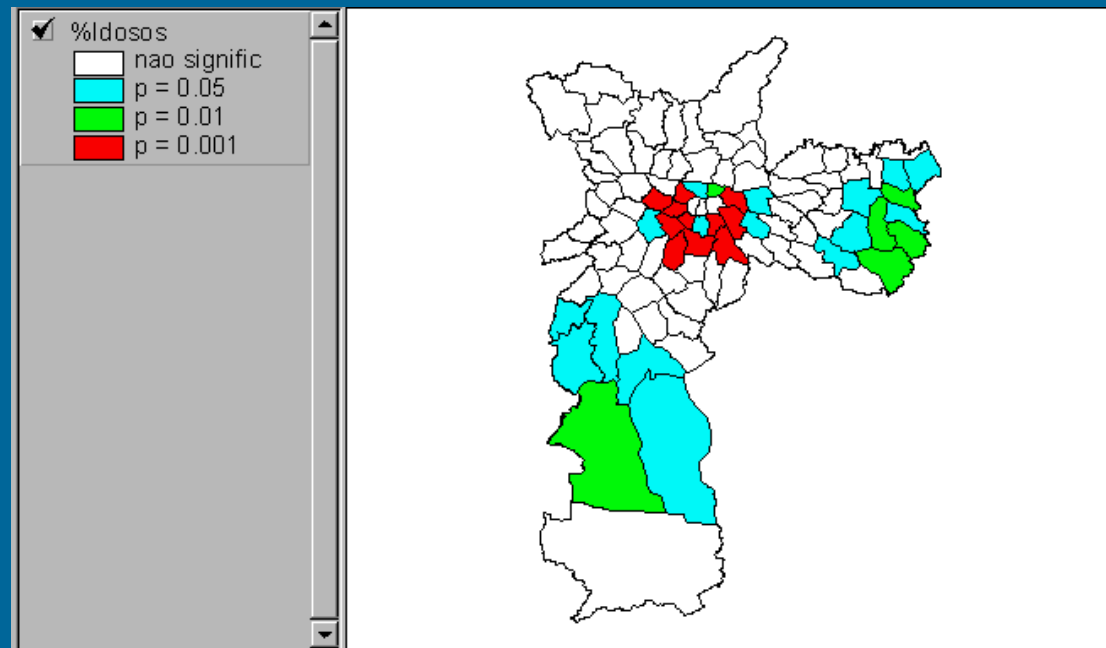 %Idosos
nao signific
p = 0.05
p = 0.01
p = 0.001